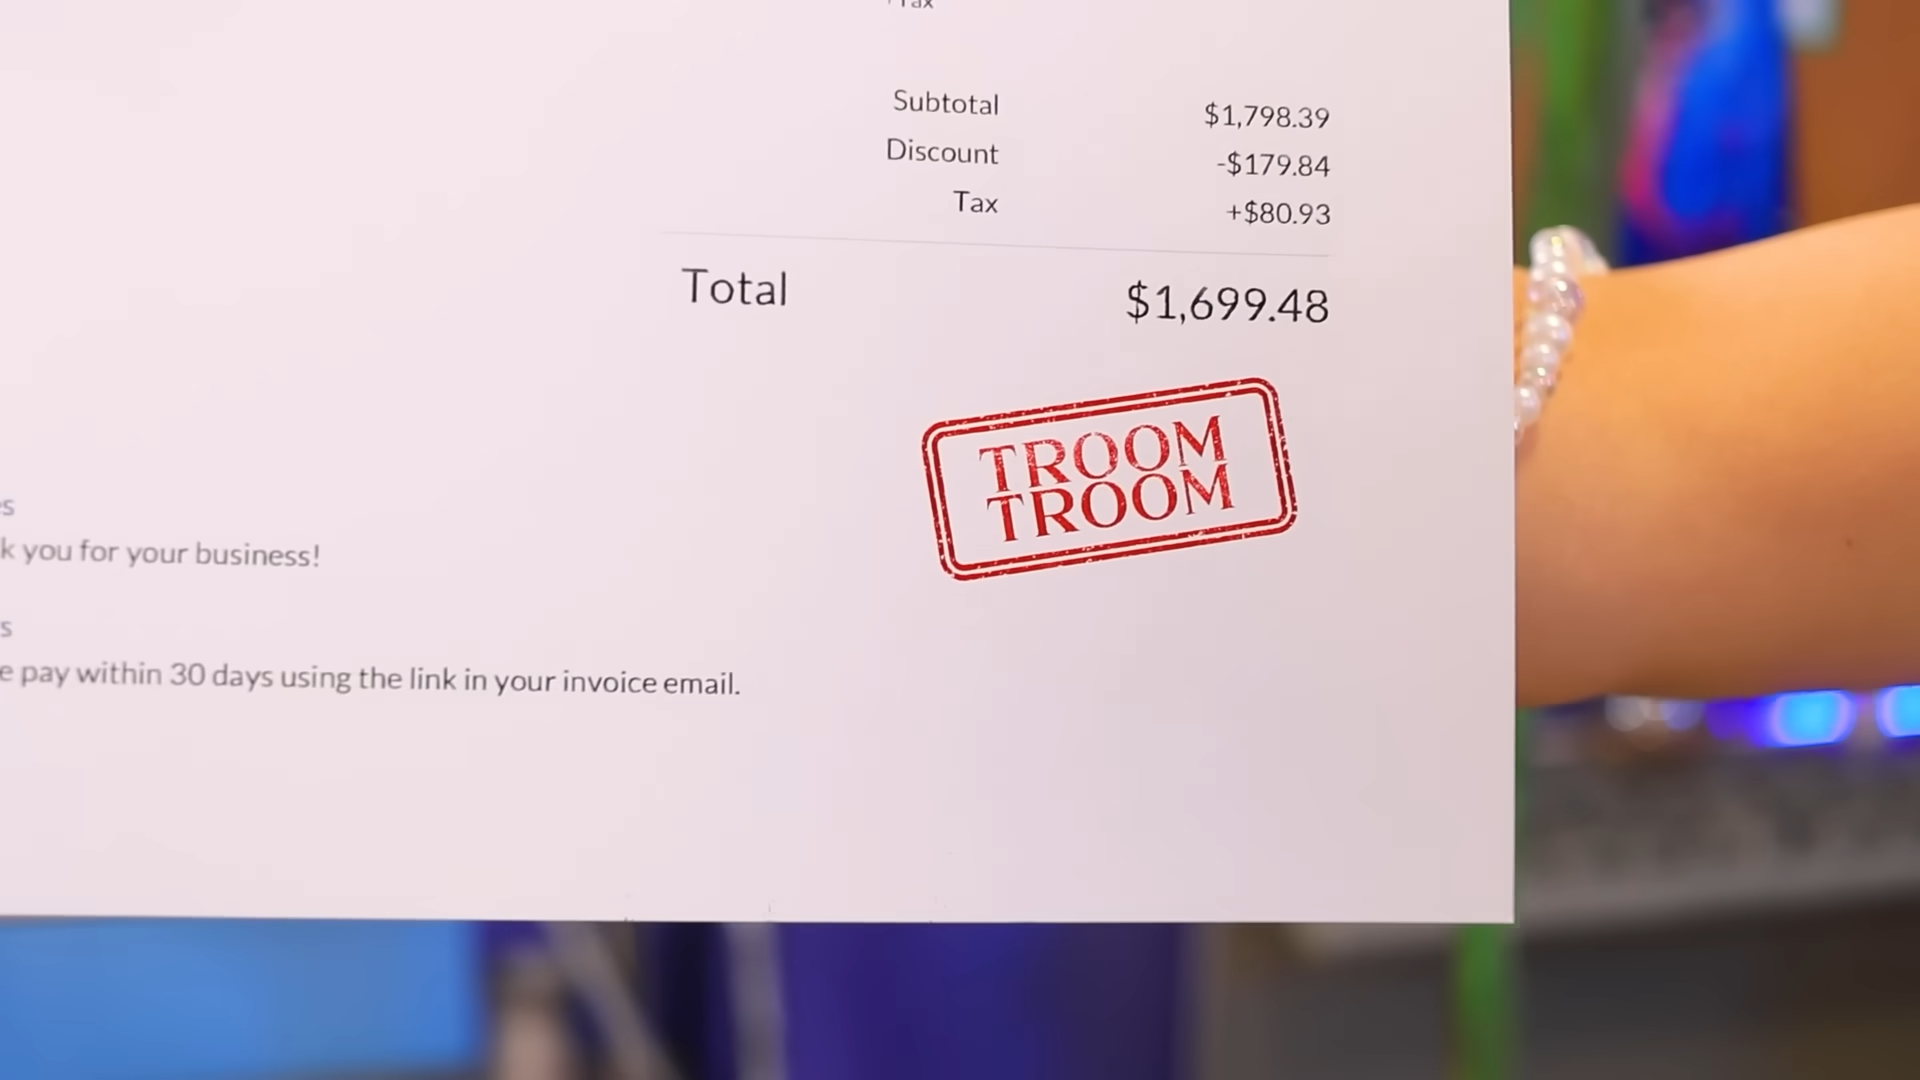 Tax
Subtotal $1,798.39
Discount -$179.84
Tax +$80.93
Total $1,699.48
TROOM
TROOM
s
k you for your business!
s
e pay within 30 days using the link in your invoice email.